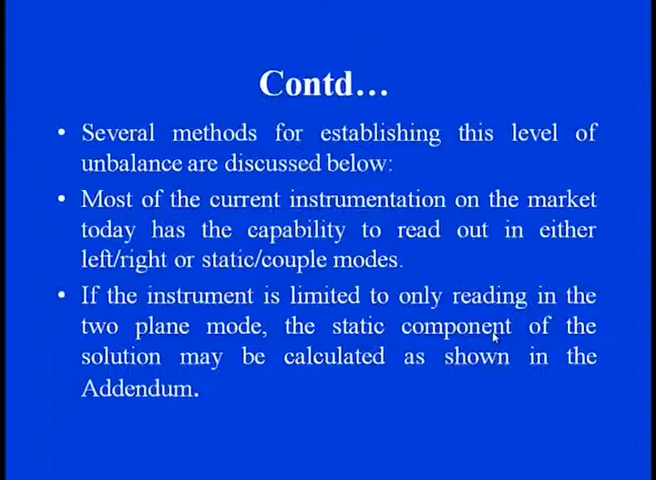 Contd…
• Several methods for establishing this level of
unbalance are discussed below:
• Most of the current instrumentation on the market
today has the capability to read out in either
left/right or static/couple modes.
• If the instrument is limited to only reading in the
two plane mode, the static component of the
solution may be calculated as shown in the
Addendum.